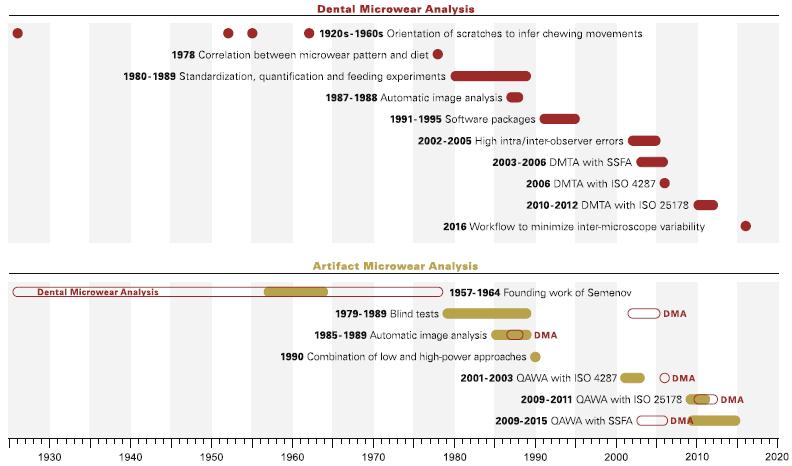 Dental Microwear Analysis
1920s-1960s Orientation of scratches to infer chewing movements
1978 Correlation between microwear pattern and diet
1980-1989 Standardization, quantification and feeding experiments
1987-1988 Automatic image analysis
1991-1995 Software packages
2002-2005 High intra/inter-observer errors
2003-2006 DMTA with SSFA
2006 DMTA with ISO 4287
2010-2012 DMTA with ISO 25178
2016 Workflow to minimize inter-microscope variability
Artifact Microwear Analysis
Dental Microwear Analysis 1957-1964 Founding work of Semenov
1979-1989 Blind tests DMA
1985-1989 Automatic image analysis DMA
1990 Combination of low and high-power approaches
2001-2003 QAWA with ISO 4287 DMA
2009-2011 QAWA with ISO 25178 DMA
2009-2015 QAWA with SSFA DMA
1930 1940 1950 1960 1970 1980 1990 2000 2010 2020